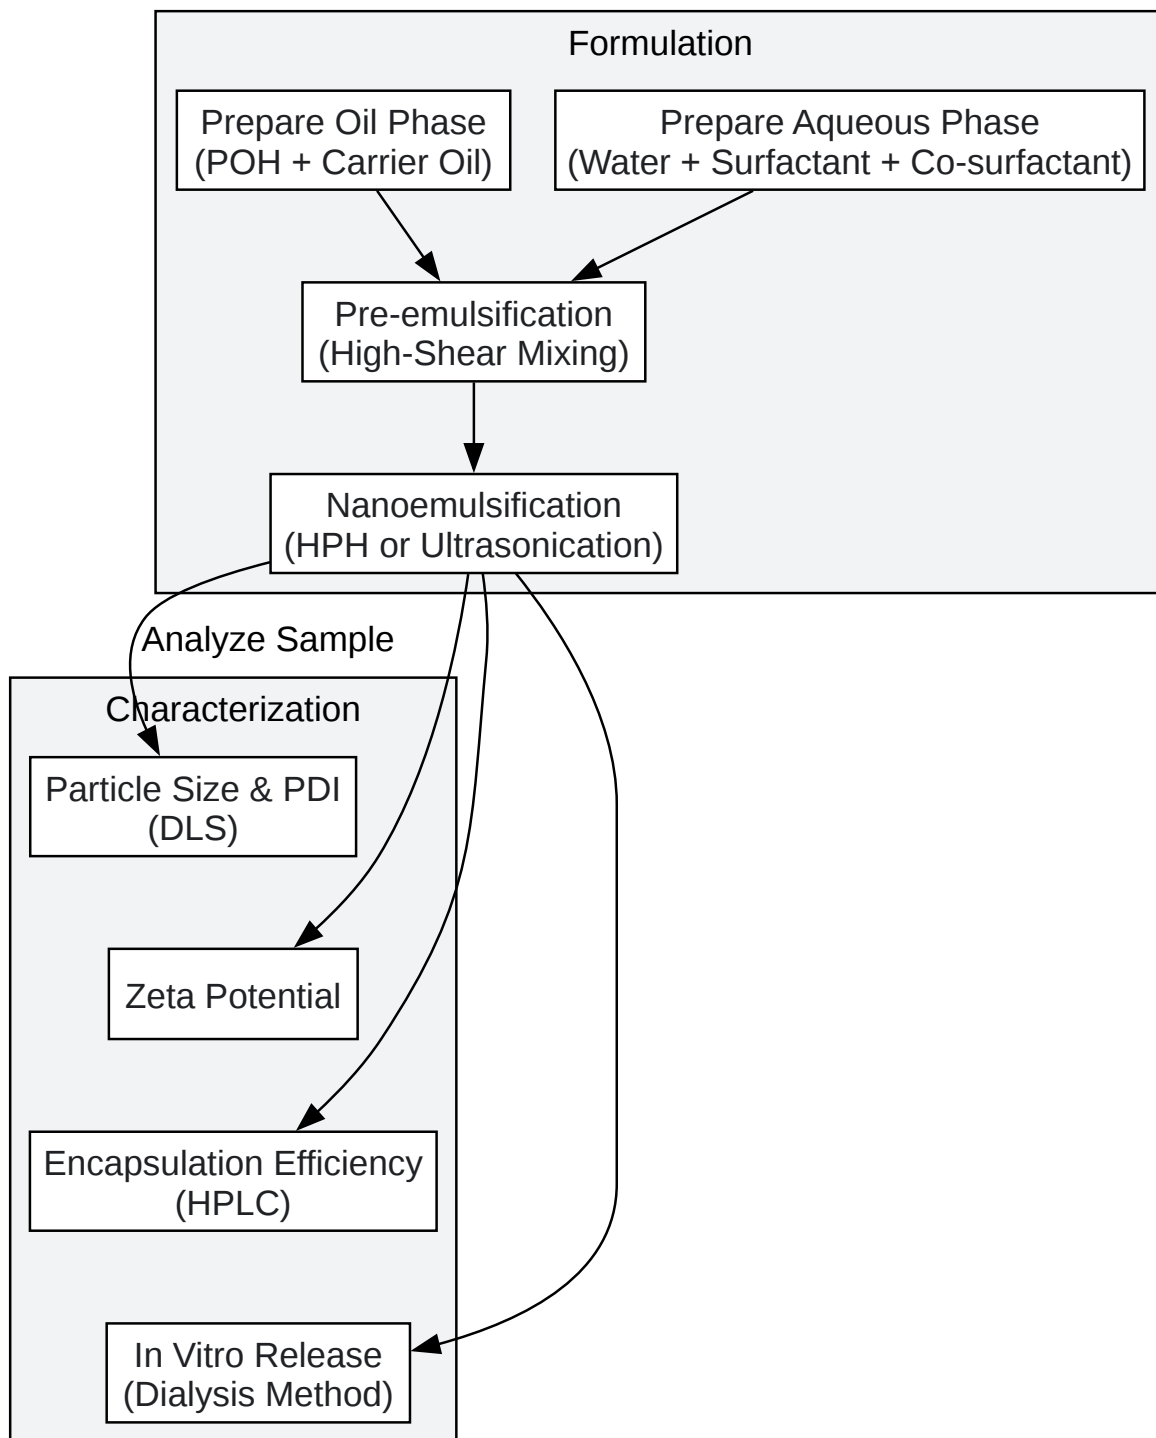 Formulation
Prepare Oil Phase
(POH + Carrier Oil)
Prepare Aqueous Phase
(Water + Surfactant + Co-surfactant)
Pre-emulsification
(High-Shear Mixing)
Nanoemulsification
(HPH or Ultrasonication)
Analyze Sample
Characterization
Particle Size & PDI
(DLS)
Zeta Potential
Encapsulation Efficiency
(HPLC)
In Vitro Release
(Dialysis Method)